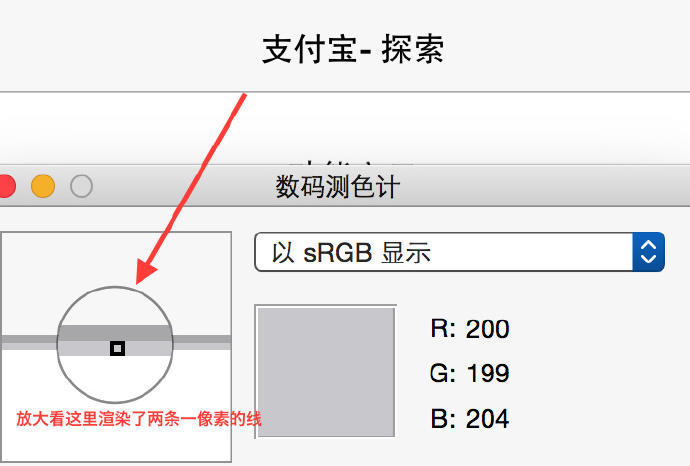 支付宝- 探索
数码测色计
以 sRGB 显示
R: 200
G: 199
B: 204
放大看这里渲染了两条一像素的线